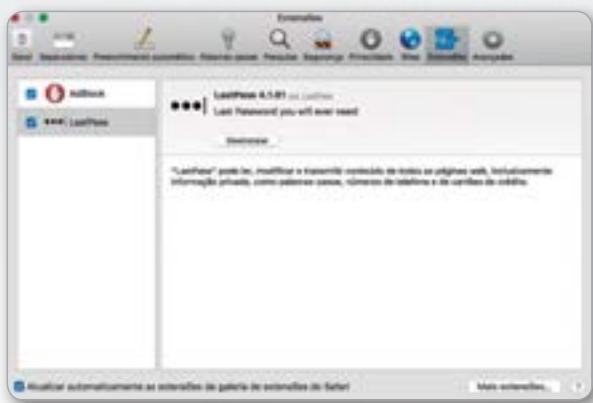 Extensões
Geral Separadores Preenchimento automático Palavras-passe Pesquisa Segurança Privacidade Sites Extensões Avançadas
AdBlock
LastPass
LastPass 4.1.61 por LastPass
Last Password you will ever need
Desinstalar
"LastPass" pode ler, modificar e transmitir conteúdo de todas as páginas web, inclusivamente
informação privada, como palavras-passe, números de telefone e de cartões de crédito.
Atualizar automaticamente as extensões da galeria de extensões do Safari
Mais extensões...
?